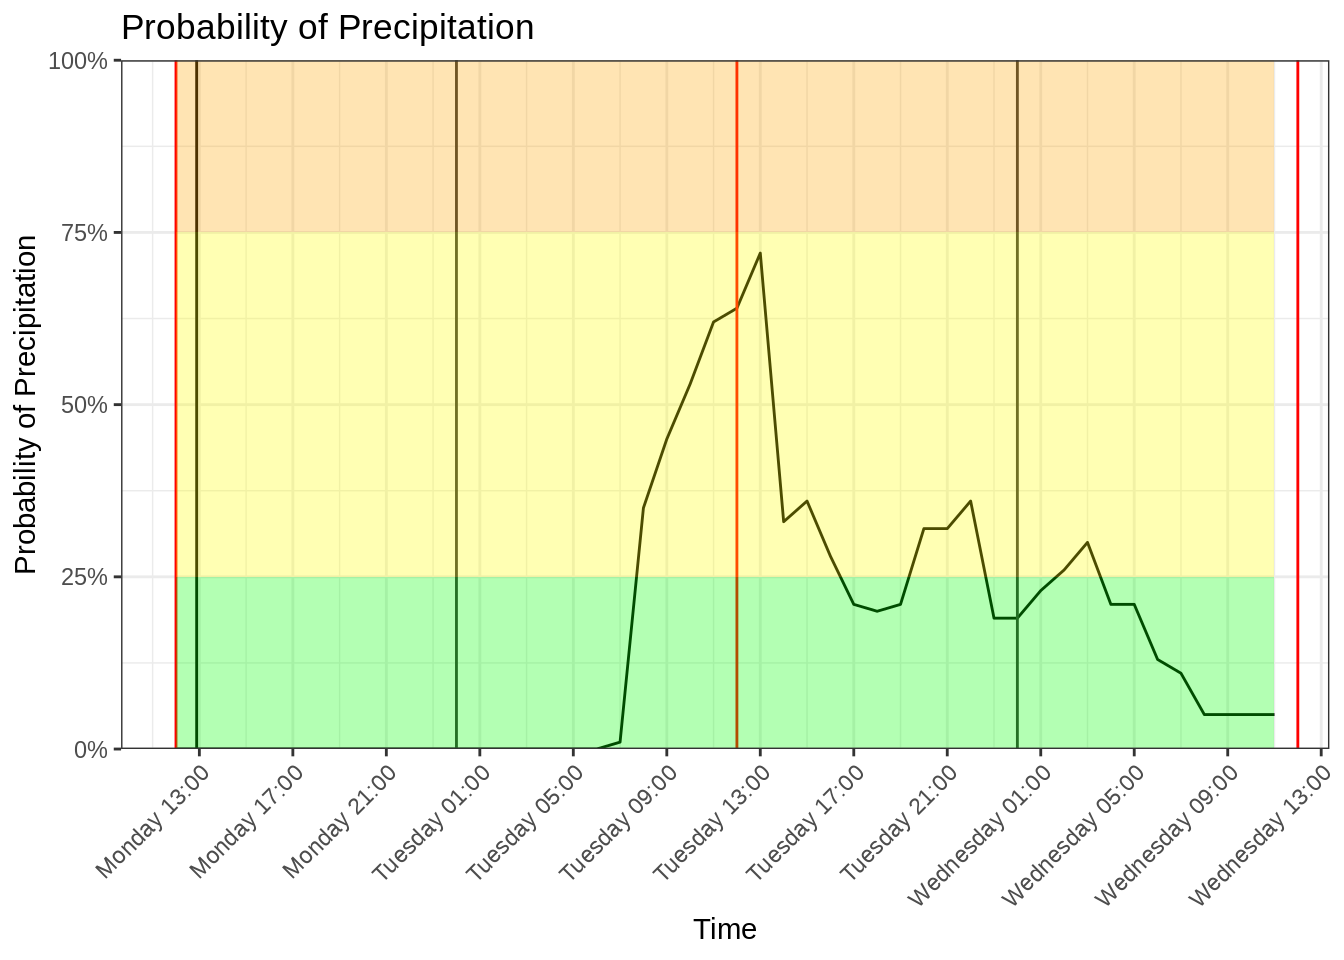 Probability of Precipitation
Probability of Precipitation
100%
75%
50%
25%
0%
Monday 13:00
Monday 17:00
Monday 21:00
Tuesday 01:00
Tuesday 05:00
Tuesday 09:00
Tuesday 13:00
Tuesday 17:00
Tuesday 21:00
Wednesday 01:00
Wednesday 05:00
Wednesday 09:00
Wednesday 13:00
Time